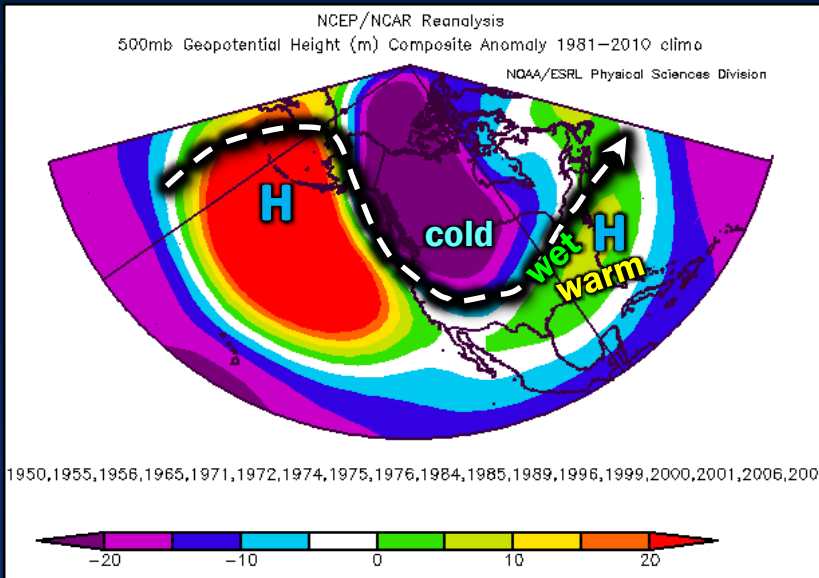 NCEP/NCAR Reanalysis
500mb Geopotential Height (m) Composite Anomaly 1981-2010 climo
NOAA/ESRL Physical Sciences Division
H
cold
H
wet
warm
1950,1955,1956,1965,1971,1972,1974,1975,1976,1984,1985,1989,1996,1999,2000,2001,2006,200
-20 -10 0 10 20